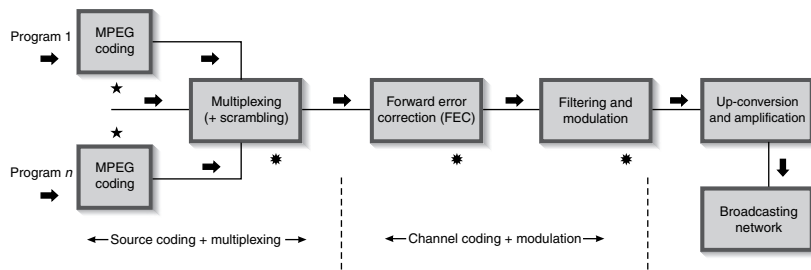 Program 1
MPEG
coding
Multiplexing
(+ scrambling)
Forward error
correction (FEC)
Filtering and
modulation
Up-conversion
and amplification
Program n
MPEG
coding
Broadcasting
network
Source coding + multiplexing
Channel coding + modulation